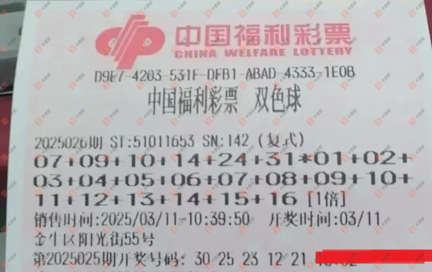 中国福利彩票
CHINA WELFARE LOTTERY
D9E7-4203-531F-DFB1-ABAD-4333-1E0B
中国福利彩票 双色球
2025026期 ST:51011653 SN:142 (复式)
07+09+10+14+24+31*01+02+
03+04+05+06+07+08+09+10+
11+12+13+14+15+16 [1倍]
销售时间:2025/03/11-10:39:50 开奖时间:03/11
金牛区阳光街55号
第2025025期开奖号码: 30 25 23 12 21